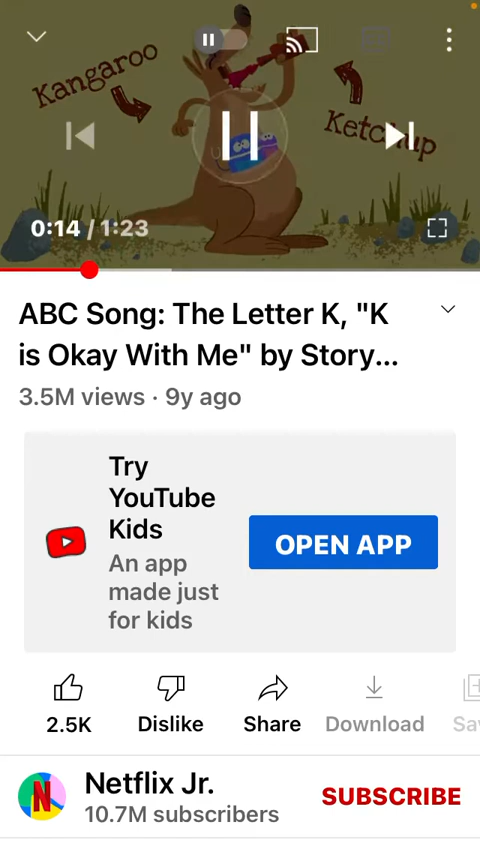 Kangaroo
Ketchup
0:14 / 1:23
ABC Song: The Letter K, "K
is Okay With Me" by Story...
3.5M views · 9y ago
Try
YouTube
Kids
An app
made just
for kids
OPEN APP
2.5K
Dislike
Share
Download
Sa
N
Netflix Jr.
10.7M subscribers
SUBSCRIBE